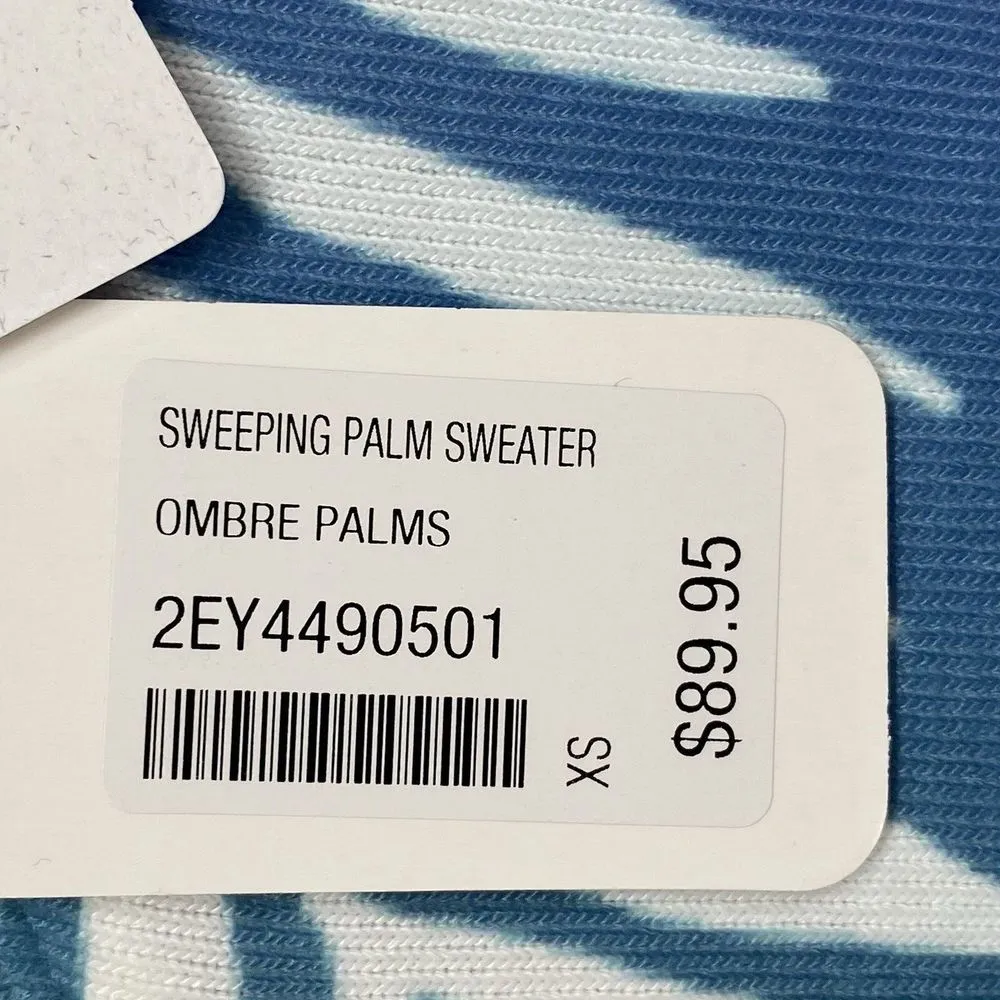 SWEEPING PALM SWEATER
OMBRE PALMS
2EY4490501
XS
$89.95